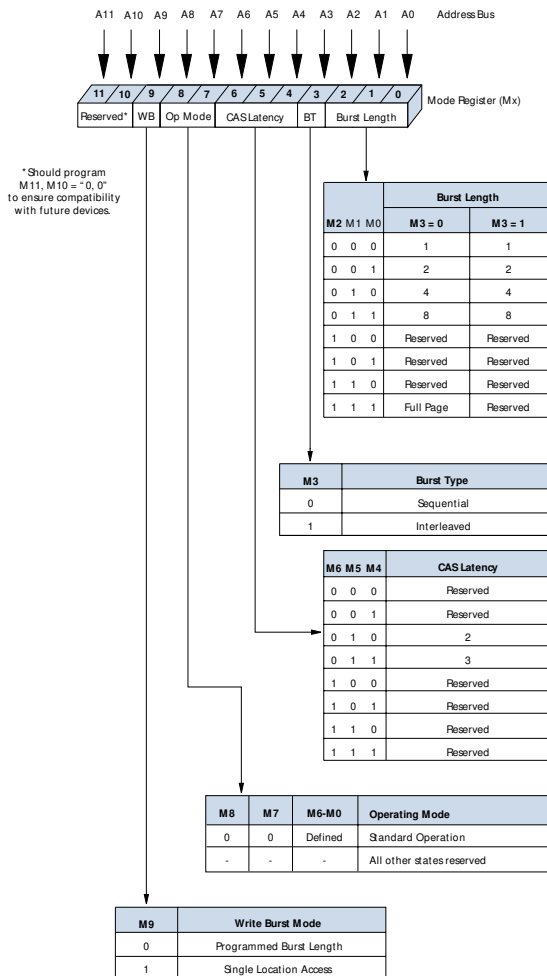 A11 A10 A9 A8 A7 A6 A5 A4 A3 A2 A1 A0 Address Bus
11 10 9 8 7 6 5 4 3 2 1 0
Mode Register (Mx)
Reserved* WB Op Mode CAS Latency BT Burst Length
*Should program
M11, M10 = "0, 0"
to ensure compatibility
with future devices.
Burst Length
M2 M1 M0 M3 = 0 M3 = 1
0 0 0 1 1
0 0 1 2 2
0 1 0 4 4
0 1 1 8 8
1 0 0 Reserved Reserved
1 0 1 Reserved Reserved
1 1 0 Reserved Reserved
1 1 1 Full Page Reserved
M3 Burst Type
0 Sequential
1 Interleaved
M6 M5 M4 CAS Latency
0 0 0 Reserved
0 0 1 Reserved
0 1 0 2
0 1 1 3
1 0 0 Reserved
1 0 1 Reserved
1 1 0 Reserved
1 1 1 Reserved
M8 M7 M6-M0 Operating Mode
0 0 Defined Standard Operation
- - - All other states reserved
M9 Write Burst Mode
0 Programmed Burst Length
1 Single Location Access